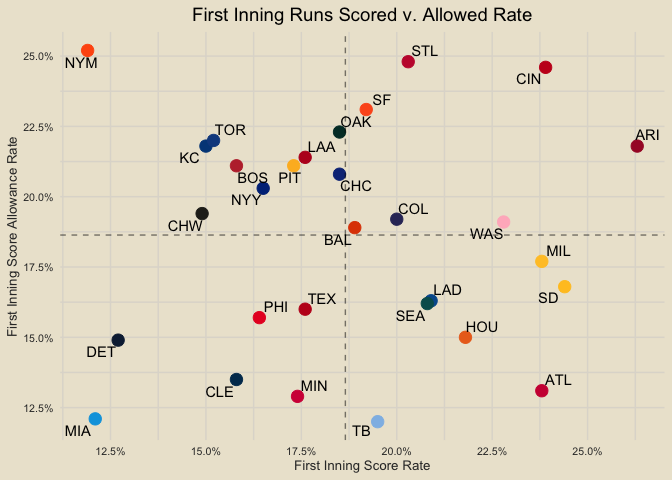 First Inning Runs Scored v. Allowed Rate
25.0%
22.5%
20.0%
17.5%
15.0%
12.5%
First Inning Score Allowance Rate
NYM
STL
CIN
SF
OAK
ARI
TOR
KC
LAA
BOS
PIT
CHC
NYY
CHW
COL
BAL
WAS
MIL
SD
LAD
SEA
TEX
PHI
HOU
DET
CLE
MIN
ATL
MIA
TB
12.5%
15.0%
17.5%
20.0%
22.5%
25.0%
First Inning Score Rate